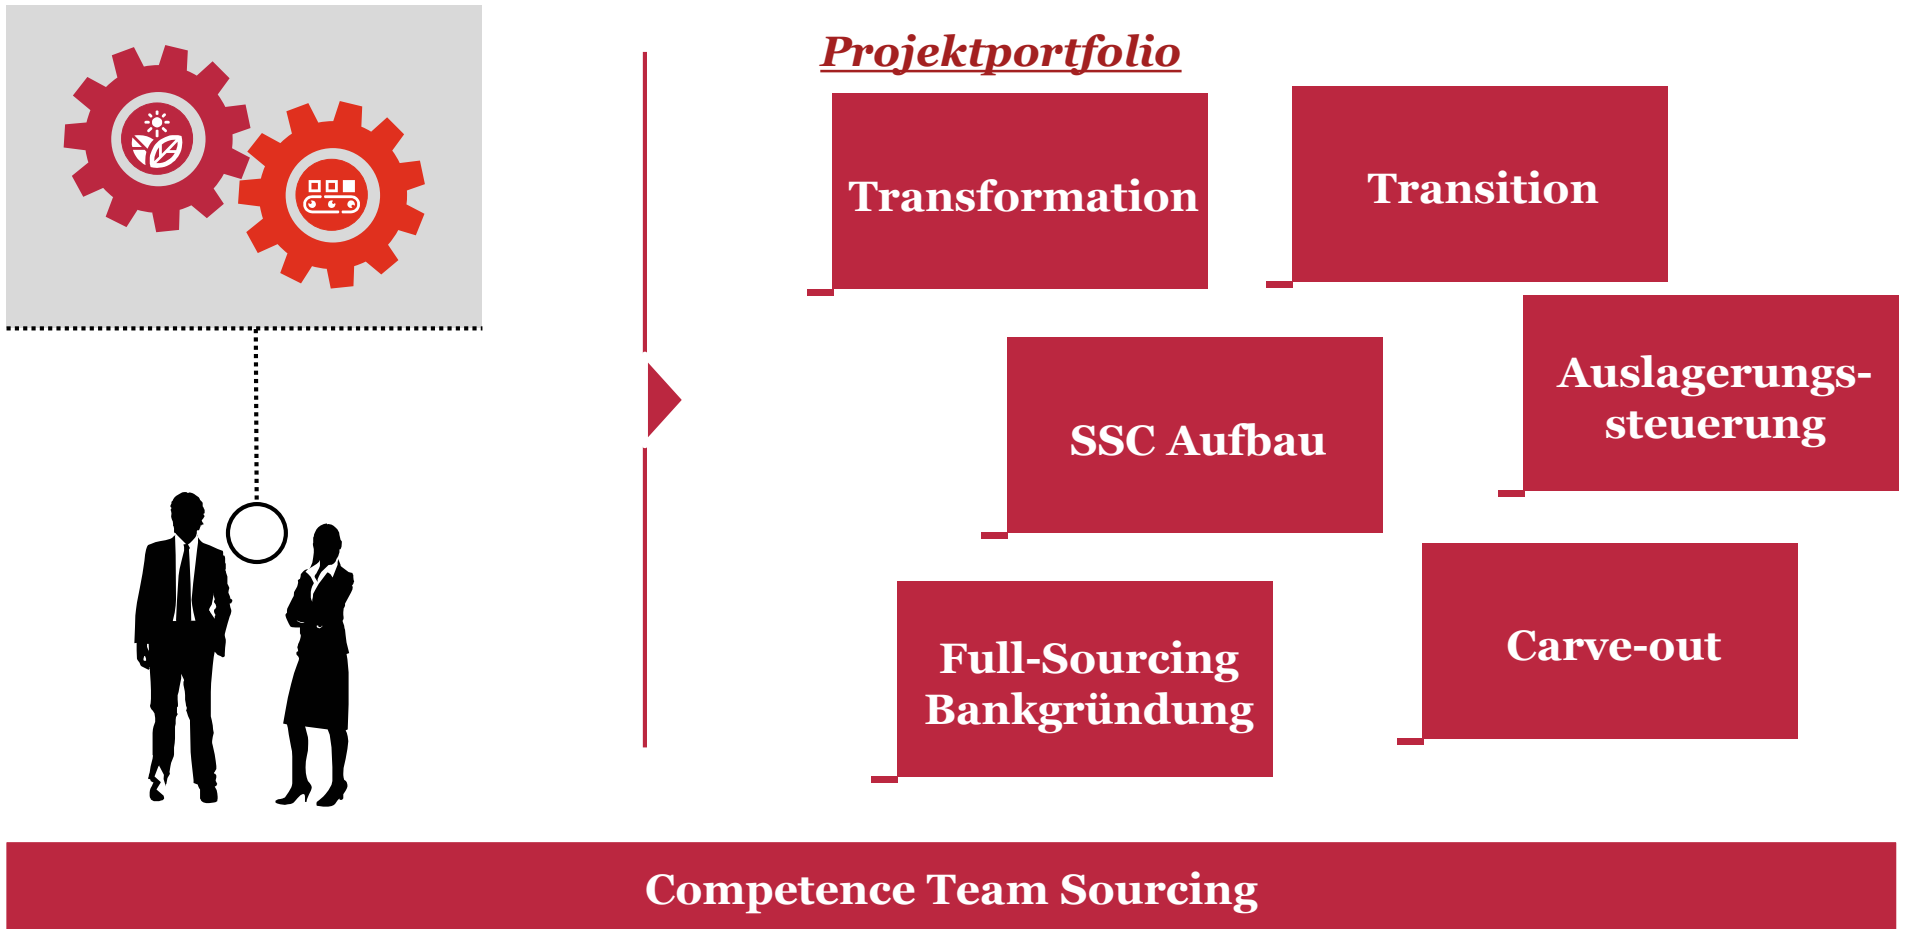 Projektportfolio
Transformation
Transition
SSC Aufbau
Auslagerungs-
steuerung
Full-Sourcing
Bankgründung
Carve-out
Competence Team Sourcing